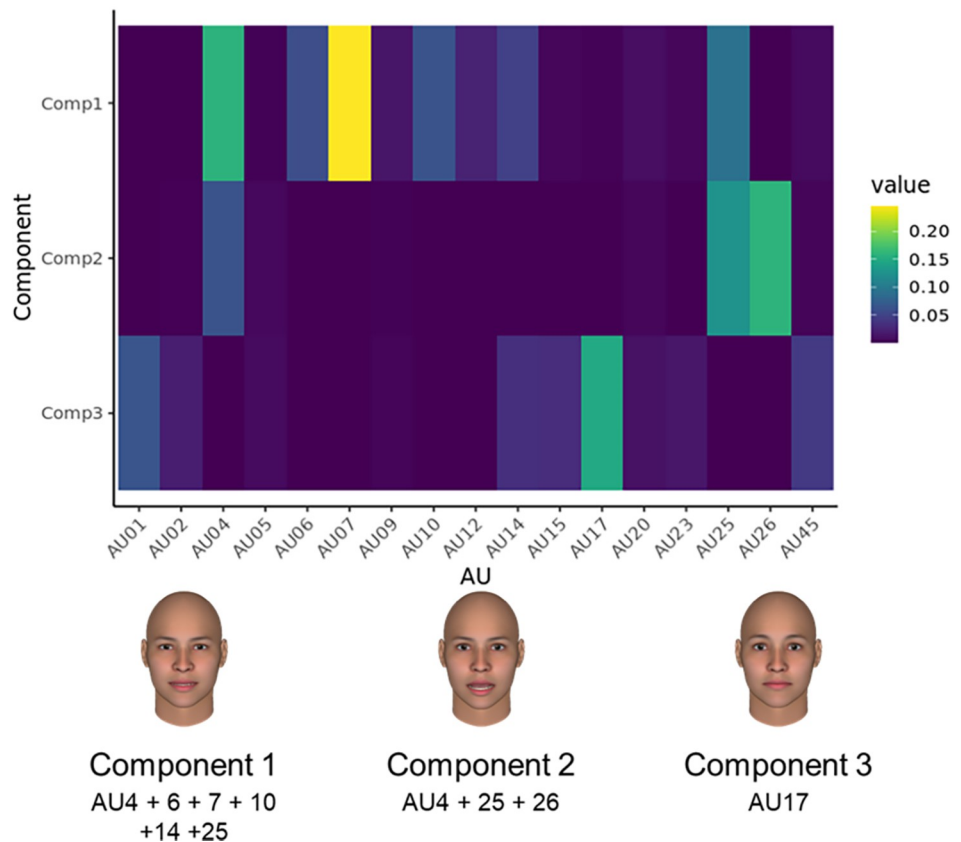 Component
Comp1
Comp2
Comp3
value
0.20
0.15
0.10
0.05
AU01 AU02 AU04 AU05 AU06 AU07 AU09 AU10 AU12 AU14 AU15 AU17 AU20 AU23 AU25 AU26 AU45
AU
Component 1 Component 2 Component 3
AU4 + 6 + 7 + 10 AU4 + 25 + 26 AU17
+14 +25